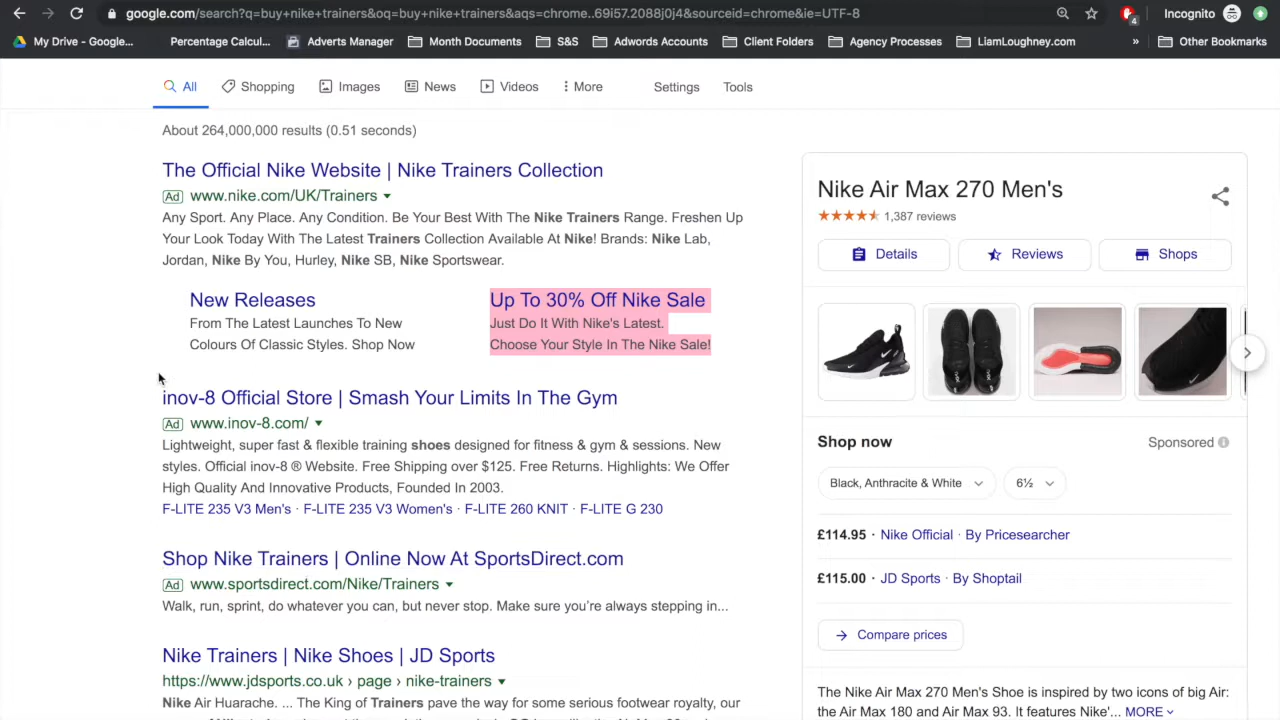 google.com/search?q=buy+nike+trainers&oq=buy+nike+trainers&aqs=chrome..69i57.2088j0j4&sourceid=chrome&ie=UTF-8
4
Incognito
My Drive - Google...
Percentage Calcul...
Adverts Manager
Month Documents
S&S
Adwords Accounts
Client Folders
Agency Processes
LiamLoughney.com
»
Other Bookmarks
All
Shopping
Images
News
Videos
More
Settings
Tools
About 264,000,000 results (0.51 seconds)
The Official Nike Website | Nike Trainers Collection
Ad www.nike.com/UK/Trainers
Any Sport. Any Place. Any Condition. Be Your Best With The Nike Trainers Range. Freshen Up
Your Look Today With The Latest Trainers Collection Available At Nike! Brands: Nike Lab,
Jordan, Nike By You, Hurley, Nike SB, Nike Sportswear.
New Releases
From The Latest Launches To New
Colours Of Classic Styles. Shop Now
Up To 30% Off Nike Sale
Just Do It With Nike's Latest.
Choose Your Style In The Nike Sale!
inov-8 Official Store | Smash Your Limits In The Gym
Ad www.inov-8.com/
Lightweight, super fast & flexible training shoes designed for fitness & gym & sessions. New
styles. Official inov-8 ® Website. Free Shipping over $125. Free Returns. Highlights: We Offer
High Quality And Innovative Products, Founded In 2003.
F-LITE 235 V3 Men's · F-LITE 235 V3 Women's · F-LITE 260 KNIT · F-LITE G 230
Shop Nike Trainers | Online Now At SportsDirect.com
Ad www.sportsdirect.com/Nike/Trainers
Walk, run, sprint, do whatever you can, but never stop. Make sure you're always stepping in...
Nike Trainers | Nike Shoes | JD Sports
https://www.jdsports.co.uk › page › nike-trainers
Nike Air Huarache. ... The King of Trainers pave the way for some serious footwear royalty, our
Nike Air Max 270 Men's
1,387 reviews
Details
Reviews
Shops
Shop now
Sponsored
Black, Anthracite & White
6½
£114.95 · Nike Official · By Pricesearcher
£115.00 · JD Sports · By Shoptail
Compare prices
The Nike Air Max 270 Men's Shoe is inspired by two icons of big Air:
the Air Max 180 and Air Max 93. It features Nike'... MORE